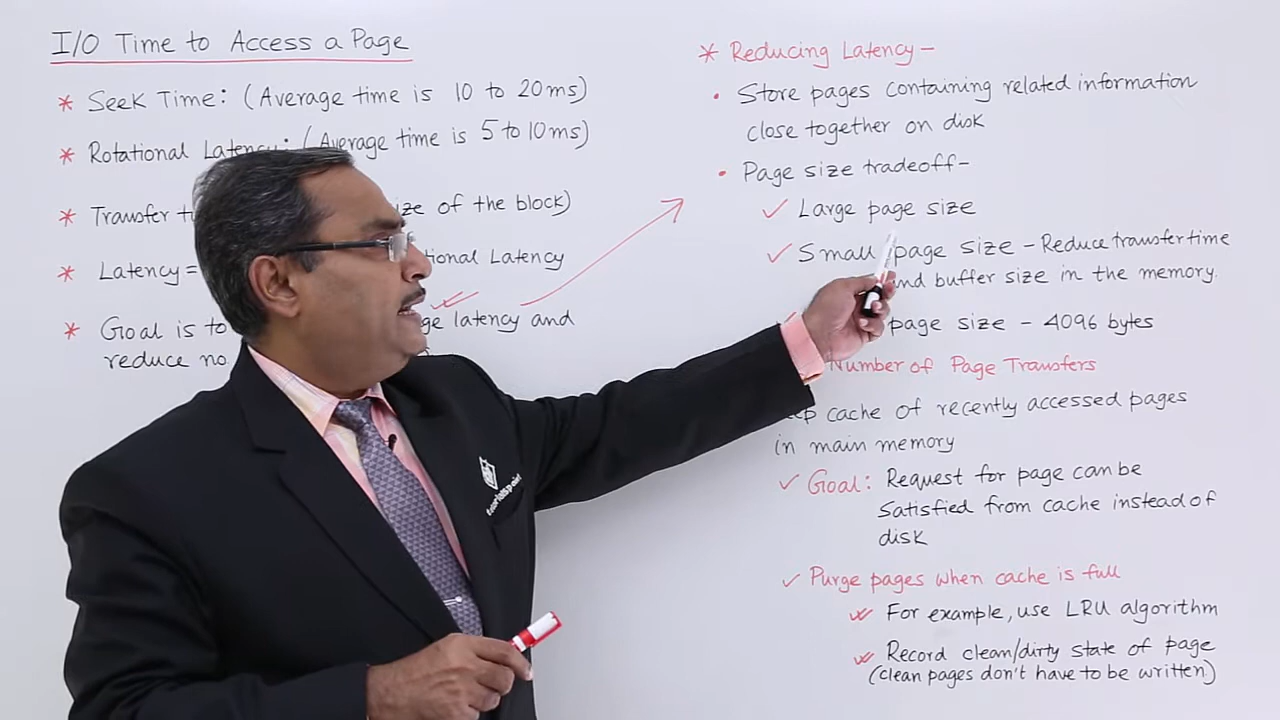 I/O Time to Access a Page
* Seek Time: (Average time is 10 to 20ms)
* Rotational Latency: (Average time is 5 to 10ms)
* Transfer size of the block)
* Latency = Latency
* Goal is to latency and
reduce no.
* Reducing Latency-
• Store pages containing related information
close together on disk
• Page size tradeoff-
✓ Large page size
✓ Small page size - Reduce transfer time
and buffer size in the memory.
page size - 4096 bytes
Number of Page Transfers
cache of recently accessed pages
in main memory
✓ Goal: Request for page can be
satisfied from cache instead of
disk
✓ Purge pages when cache is full
For example, use LRU algorithm
Record clean/dirty state of page
(clean pages don't have to be written)
tutorialspoint